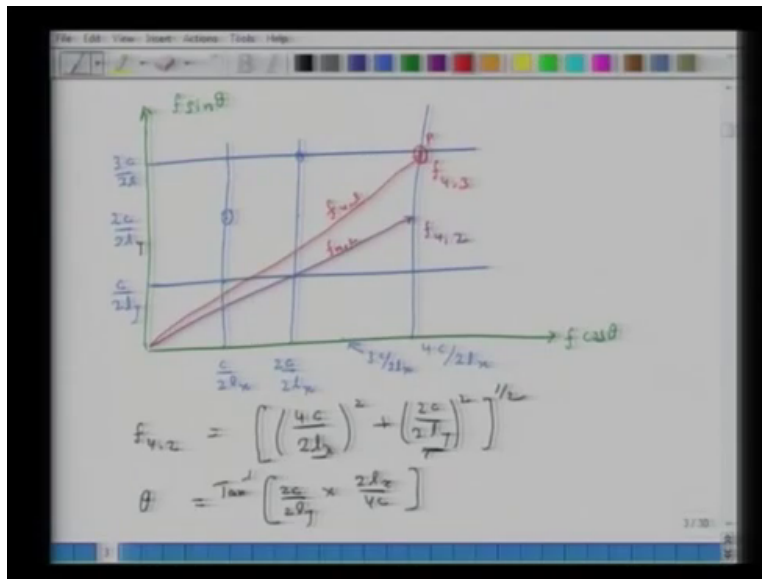 File Edit View Insert Actions Tools Help
f sinθ
3c/2l
P
f4,3
2c/2ly
f4,2
c/2ly
f cosθ
c/2lx
2c/2lx
3c/2lx
4c/2lx
f4,2 = [(4c/2lx)² + (2c/2ly)²]^1/2
θ = Tan⁻¹ [2c/2ly × 2lx/4c]
3/30